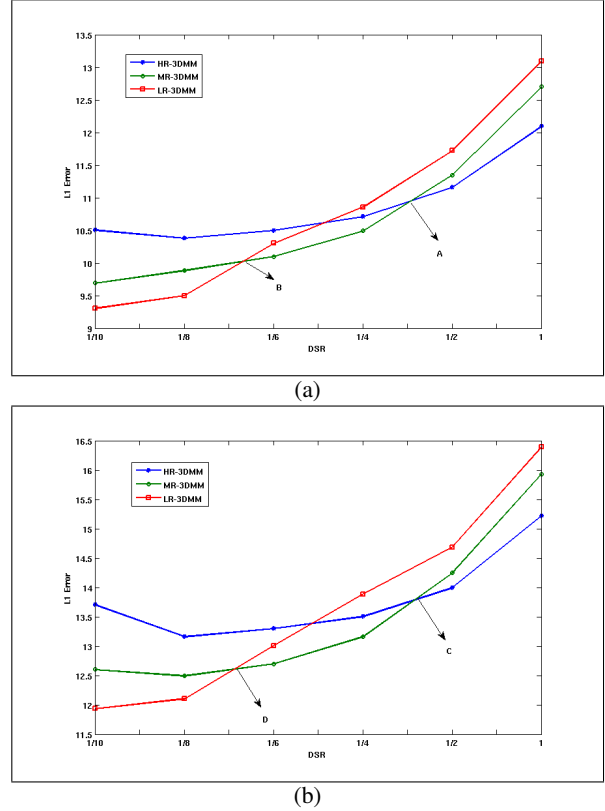 13.5
13
12.5
12
11.5
11
10.5
10
9.5
9
L1 Error
HR-3DMM
MR-3DMM
LR-3DMM
A
B
1/10 1/8 1/6 1/4 1/2 1
DSR
(a)
16.5
16
15.5
15
14.5
14
13.5
13
12.5
12
11.5
L1 Error
HR-3DMM
MR-3DMM
LR-3DMM
C
D
1/10 1/8 1/6 1/4 1/2 1
DSR
(b)